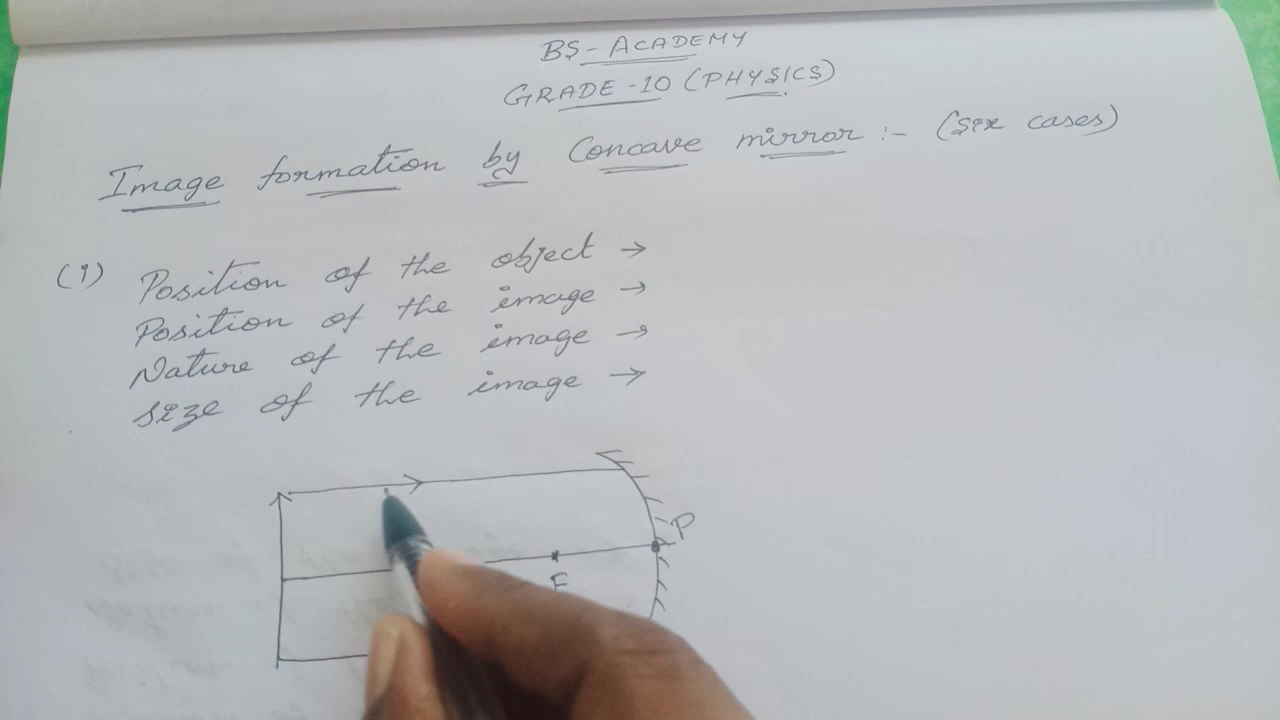 BS-ACADEMY
GRADE-10 (PHYSICS)
Image formation by Concave mirror :- (Six cases)
(i) Position of the object →
Position of the image →
Nature of the image →
Size of the image →
P
F